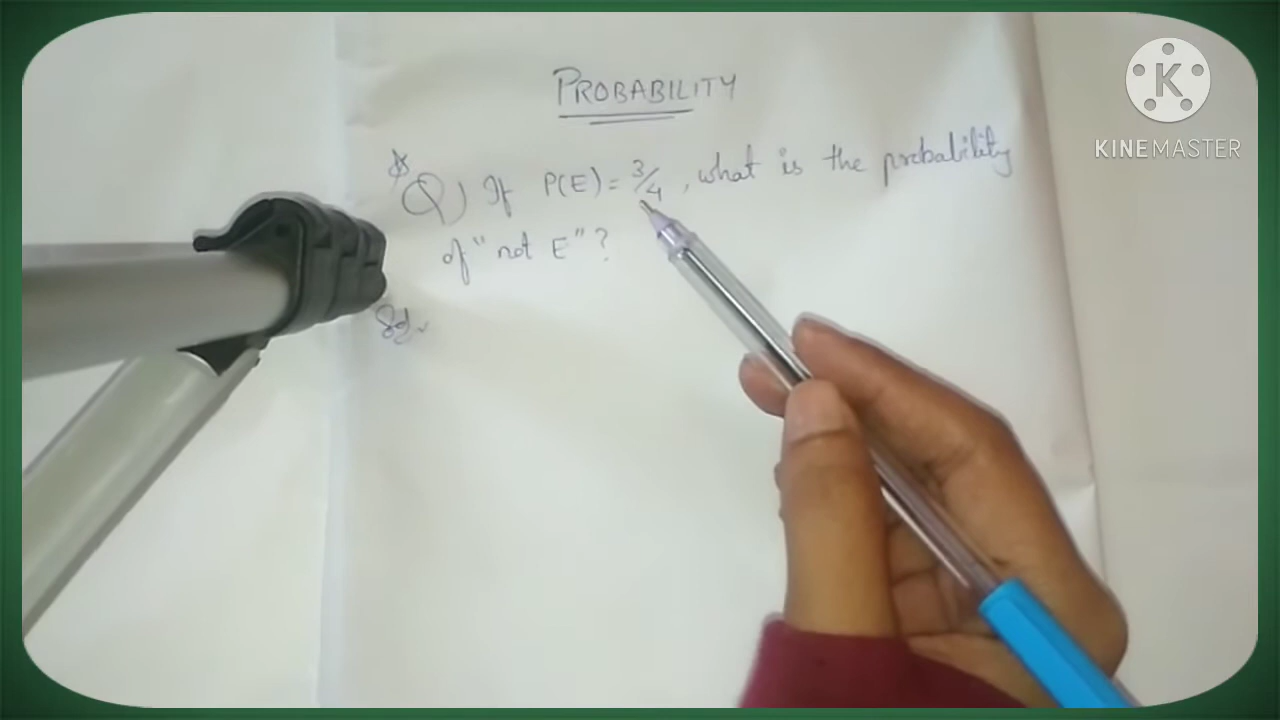 PROBABILITY
Q) If P(E) = 3/4, what is the probability
of "not E"?
Sol.
K
KINEMASTER